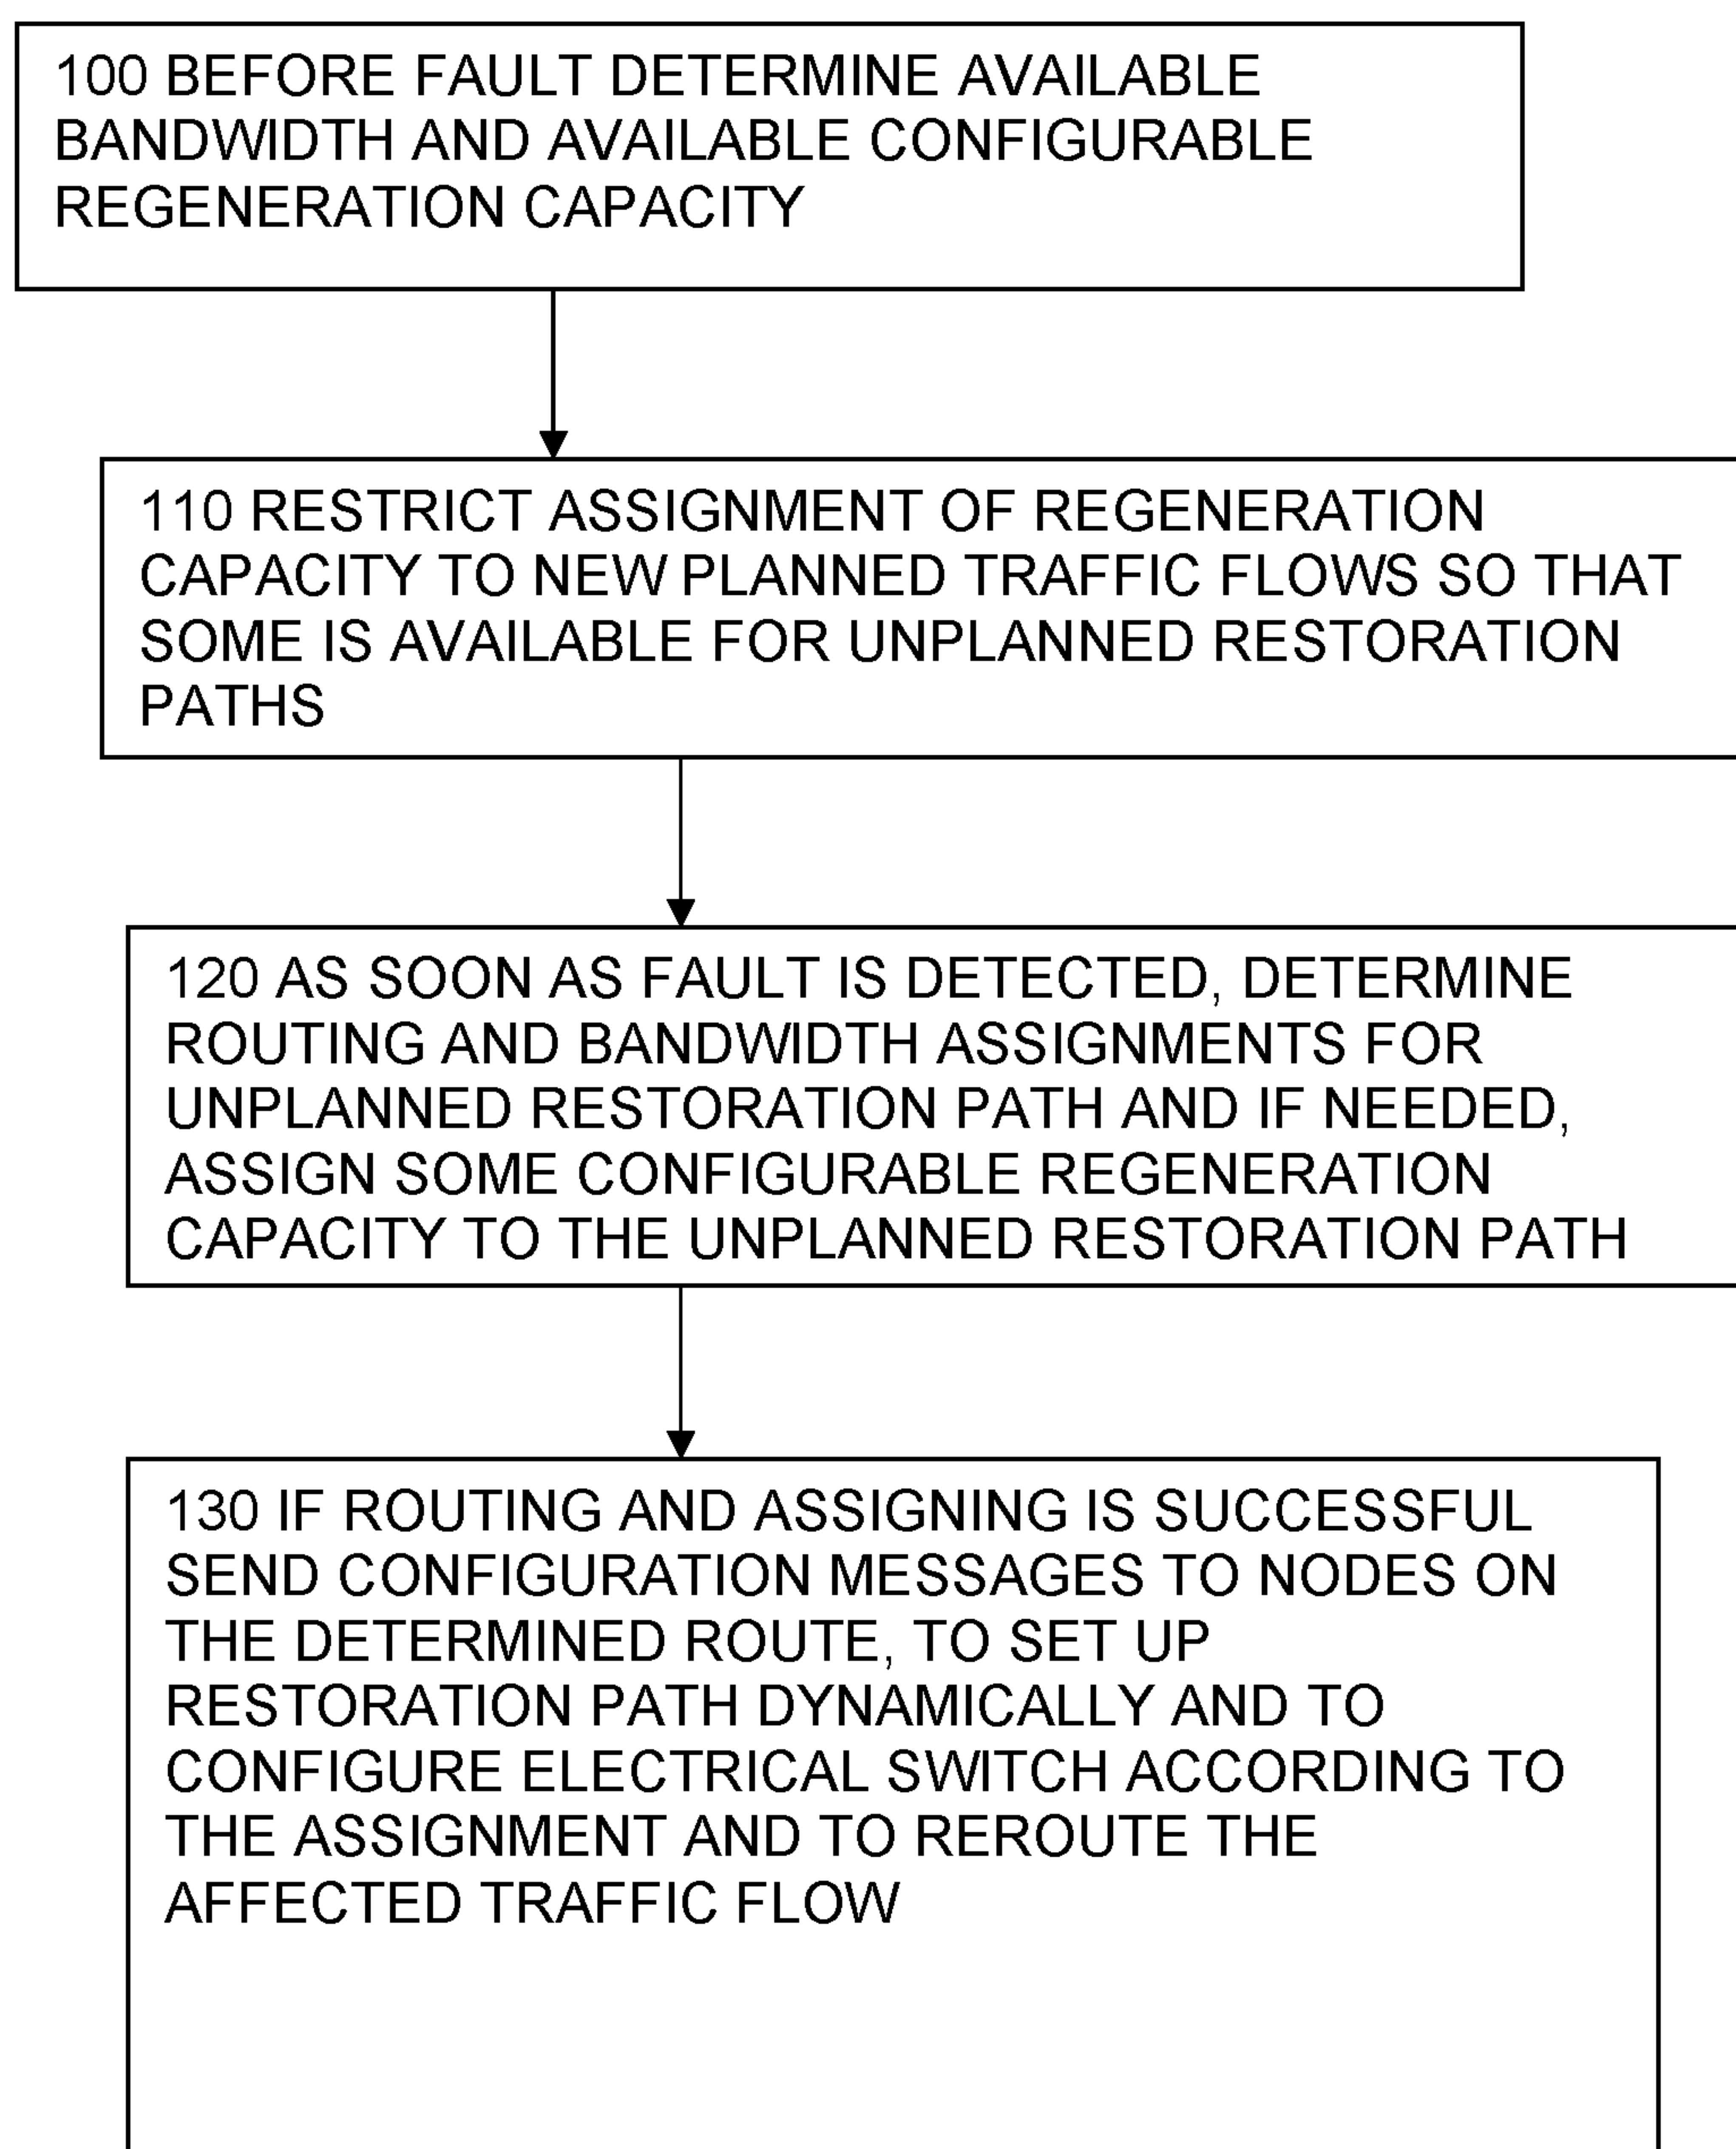 100 BEFORE FAULT DETERMINE AVAILABLE
BANDWIDTH AND AVAILABLE CONFIGURABLE
REGENERATION CAPACITY
110 RESTRICT ASSIGNMENT OF REGENERATION
CAPACITY TO NEW PLANNED TRAFFIC FLOWS SO THAT
SOME IS AVAILABLE FOR UNPLANNED RESTORATION
PATHS
120 AS SOON AS FAULT IS DETECTED, DETERMINE
ROUTING AND BANDWIDTH ASSIGNMENTS FOR
UNPLANNED RESTORATION PATH AND IF NEEDED,
ASSIGN SOME CONFIGURABLE REGENERATION
CAPACITY TO THE UNPLANNED RESTORATION PATH
130 IF ROUTING AND ASSIGNING IS SUCCESSFUL
SEND CONFIGURATION MESSAGES TO NODES ON
THE DETERMINED ROUTE, TO SET UP
RESTORATION PATH DYNAMICALLY AND TO
CONFIGURE ELECTRICAL SWITCH ACCORDING TO
THE ASSIGNMENT AND TO REROUTE THE
AFFECTED TRAFFIC FLOW